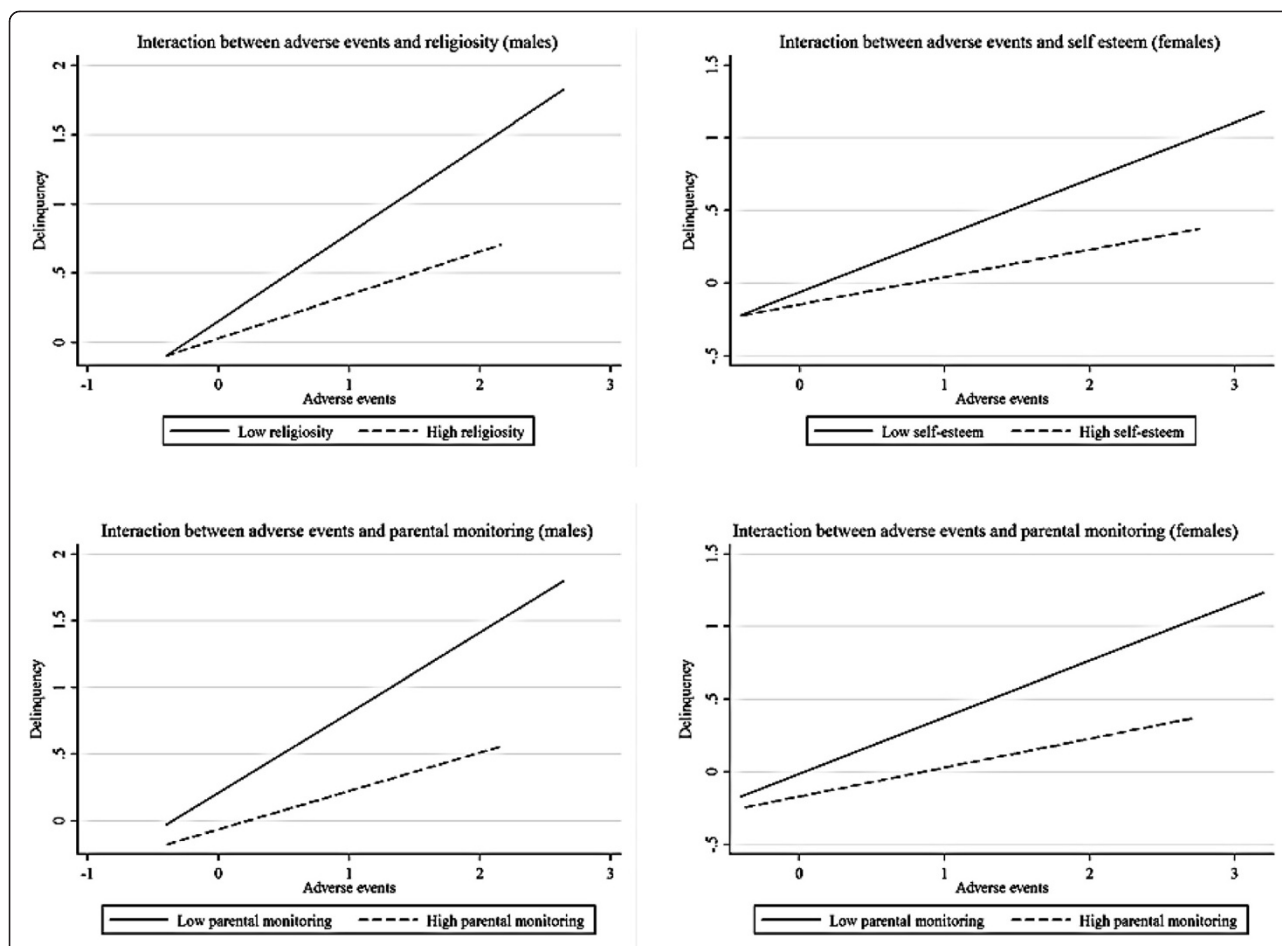 Interaction between adverse events and religiosity (males)
2
1.5
1
.5
0
Delinquency
-1 0 1 2 3
Adverse events
Low religiosity High religiosity
Interaction between adverse events and self esteem (females)
1.5
1
.5
0
-.5
Delinquency
0 1 2 3
Adverse events
Low self-esteem High self-esteem
Interaction between adverse events and parental monitoring (males)
2
1.5
1
.5
0
Delinquency
-1 0 1 2 3
Adverse events
Low parental monitoring High parental monitoring
Interaction between adverse events and parental monitoring (females)
1.5
1
.5
0
-.5
Delinquency
0 1 2 3
Adverse events
Low parental monitoring High parental monitoring